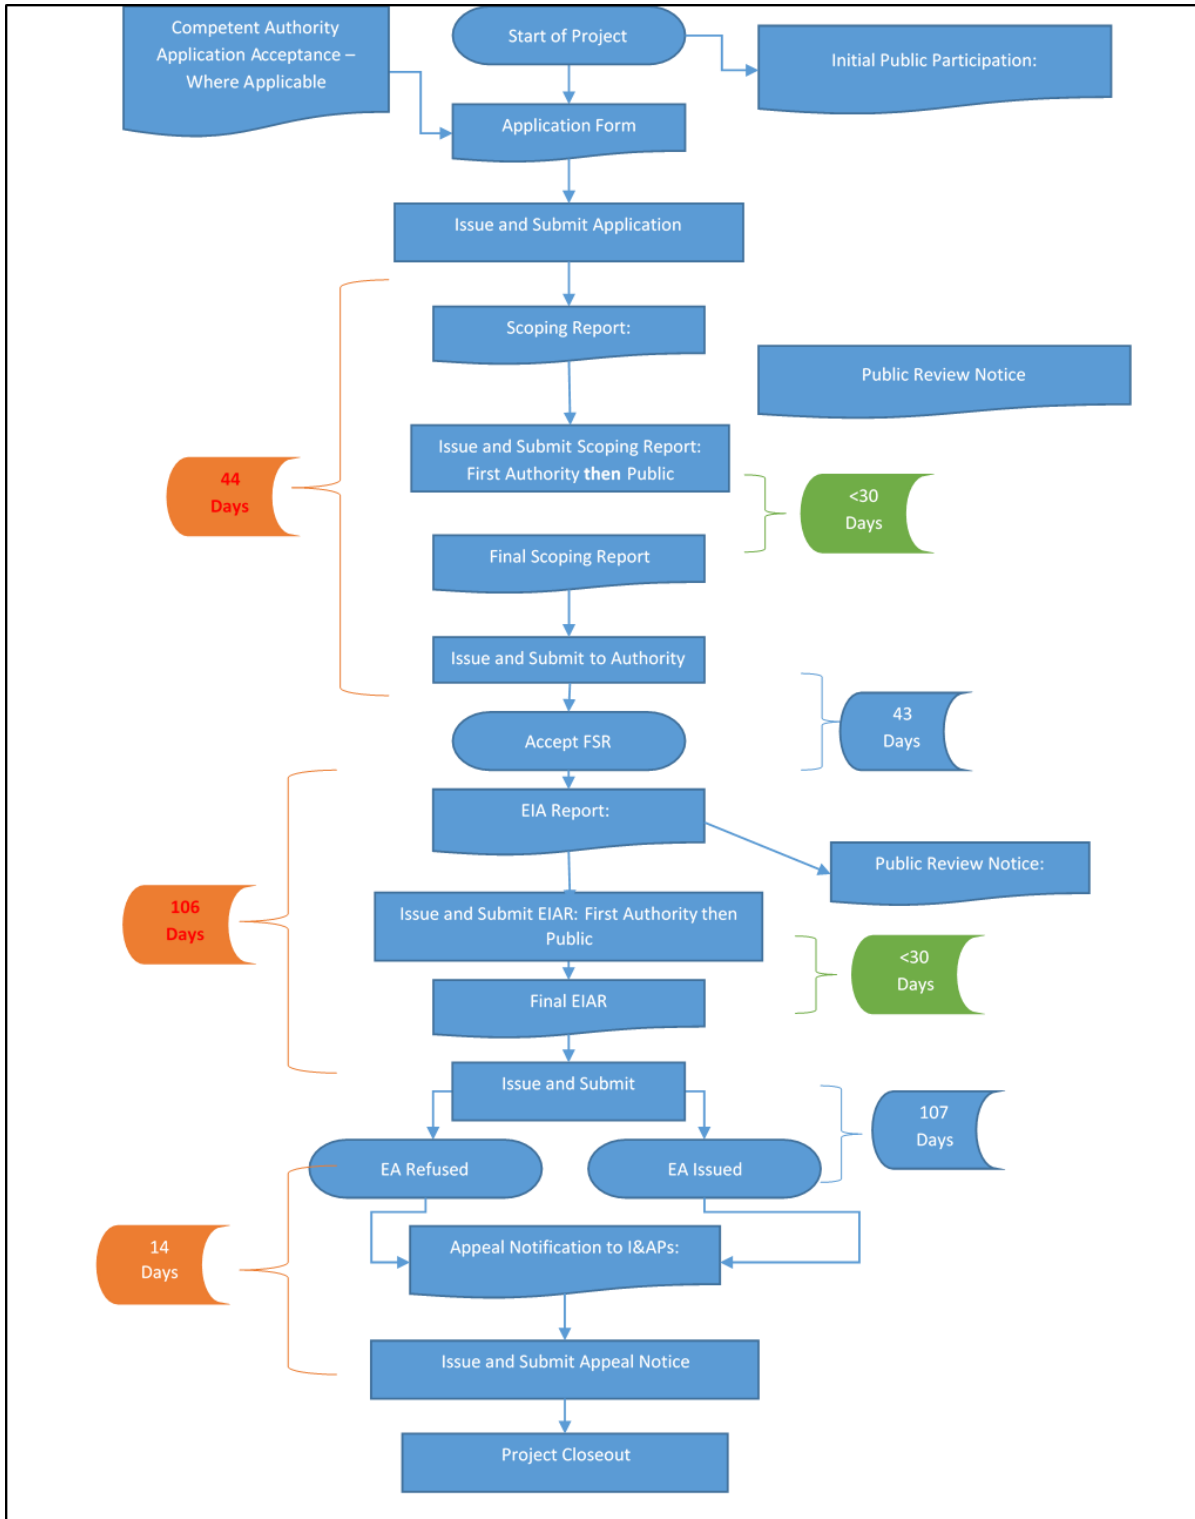 Competent Authority
Application Acceptance –
Where Applicable
Start of Project
Initial Public Participation:
Application Form
Issue and Submit Application
Scoping Report:
Public Review Notice
Issue and Submit Scoping Report:
First Authority then Public
44
Days
<30
Days
Final Scoping Report
Issue and Submit to Authority
43
Days
Accept FSR
EIA Report:
Public Review Notice:
106
Days
Issue and Submit EIAR: First Authority then
Public
<30
Days
Final EIAR
Issue and Submit
107
Days
EA Refused
EA Issued
14
Days
Appeal Notification to I&APs:
Issue and Submit Appeal Notice
Project Closeout